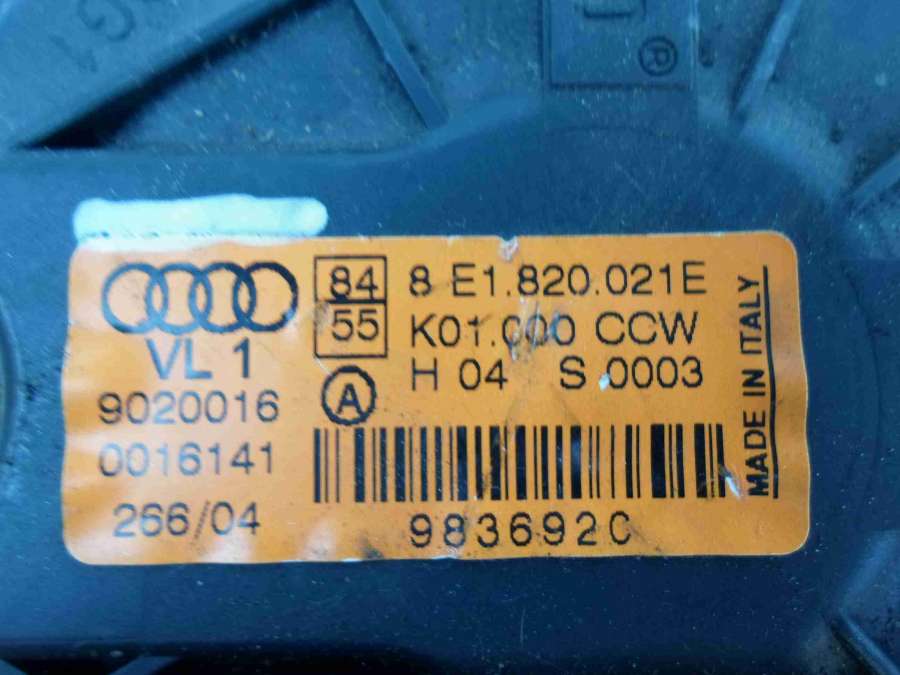 G1
®
84
55
8 E1.820.021E
K01.000 CCW
VL 1
H 04 S 0003
A
9020016
0016141
266/04
983692C
MADE IN ITALY